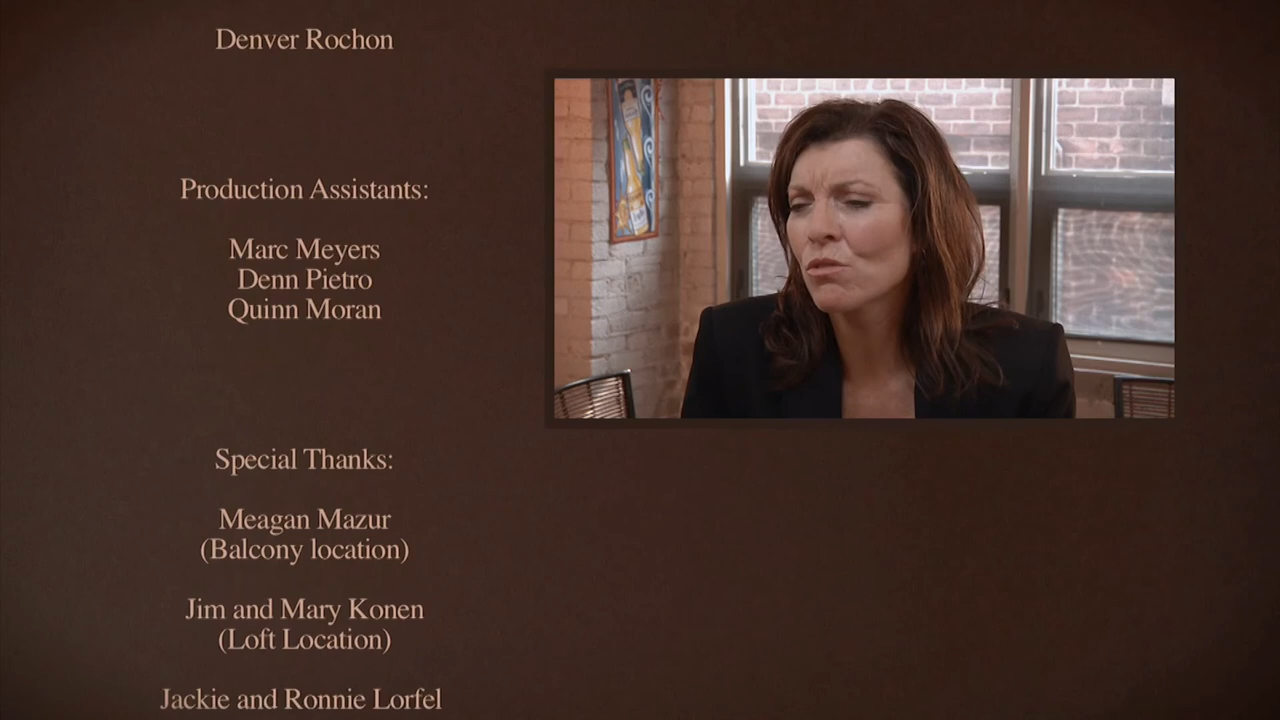 Denver Rochon
Production Assistants:
Marc Meyers
Denn Pietro
Quinn Moran
Special Thanks:
Meagan Mazur
(Balcony location)
Jim and Mary Konen
(Loft Location)
Jackie and Ronnie Lorfel